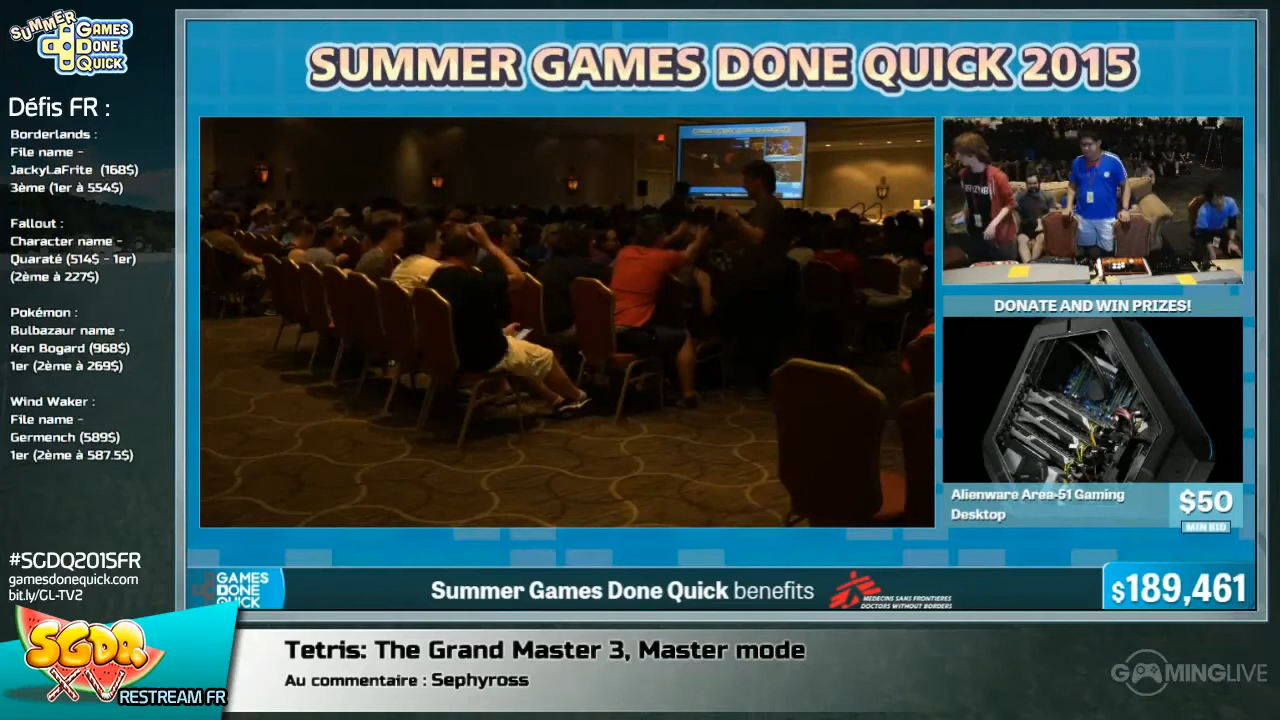 SUMMER
GAMES
DONE
QUICK
Défis FR :
Borderlands :
File name -
JackyLaFrite (168$)
3ème (1er à 554$)
Fallout :
Character name -
Quaraté (514$ - 1er)
(2ème à 227$)
Pokémon :
Bulbazaur name -
Ken Bogard (968$)
1er (2ème à 269$)
Wind Waker :
File name -
Germench (589$)
1er (2ème à 587.5$)
#SGDQ2015FR
gamesdonequick.com
bit.ly/GL-TV2
SGDQ
XV
RESTREAM FR
SUMMER GAMES DONE QUICK 2015
DONATE AND WIN PRIZES!
Alienware Area-51 Gaming
Desktop
$50
MIN BID
GAMES
DONE
QUICK
Summer Games Done Quick benefits
MEDECINS SANS FRONTIERES
DOCTORS WITHOUT BORDERS
$189,461
Tetris: The Grand Master 3, Master mode
Au commentaire : Sephyross
GAMINGLIVE